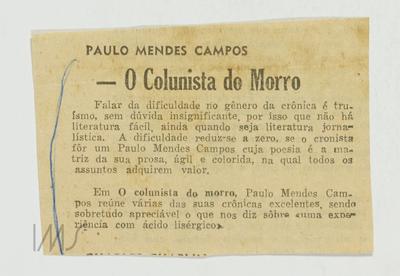 PAULO MENDES CAMPOS
— O Colunista do Morro
Falar da dificuldade no gênero da crônica é tru-
ísmo, sem dúvida insignificante, por isso que não há
literatura fácil, ainda quando seja literatura jorna-
lística. A dificuldade reduz-se a zero, se o cronista
fôr um Paulo Mendes Campos cuja poesia é a ma-
triz da sua prosa, ágil e colorida, na qual todos os
assuntos adquirem valor.
Em O colunista do morro, Paulo Mendes Cam-
pos reúne várias das suas crônicas excelentes, sendo
sobretudo apreciável o que nos diz sôbre «uma expe-
riência com ácido lisérgico».
IMS